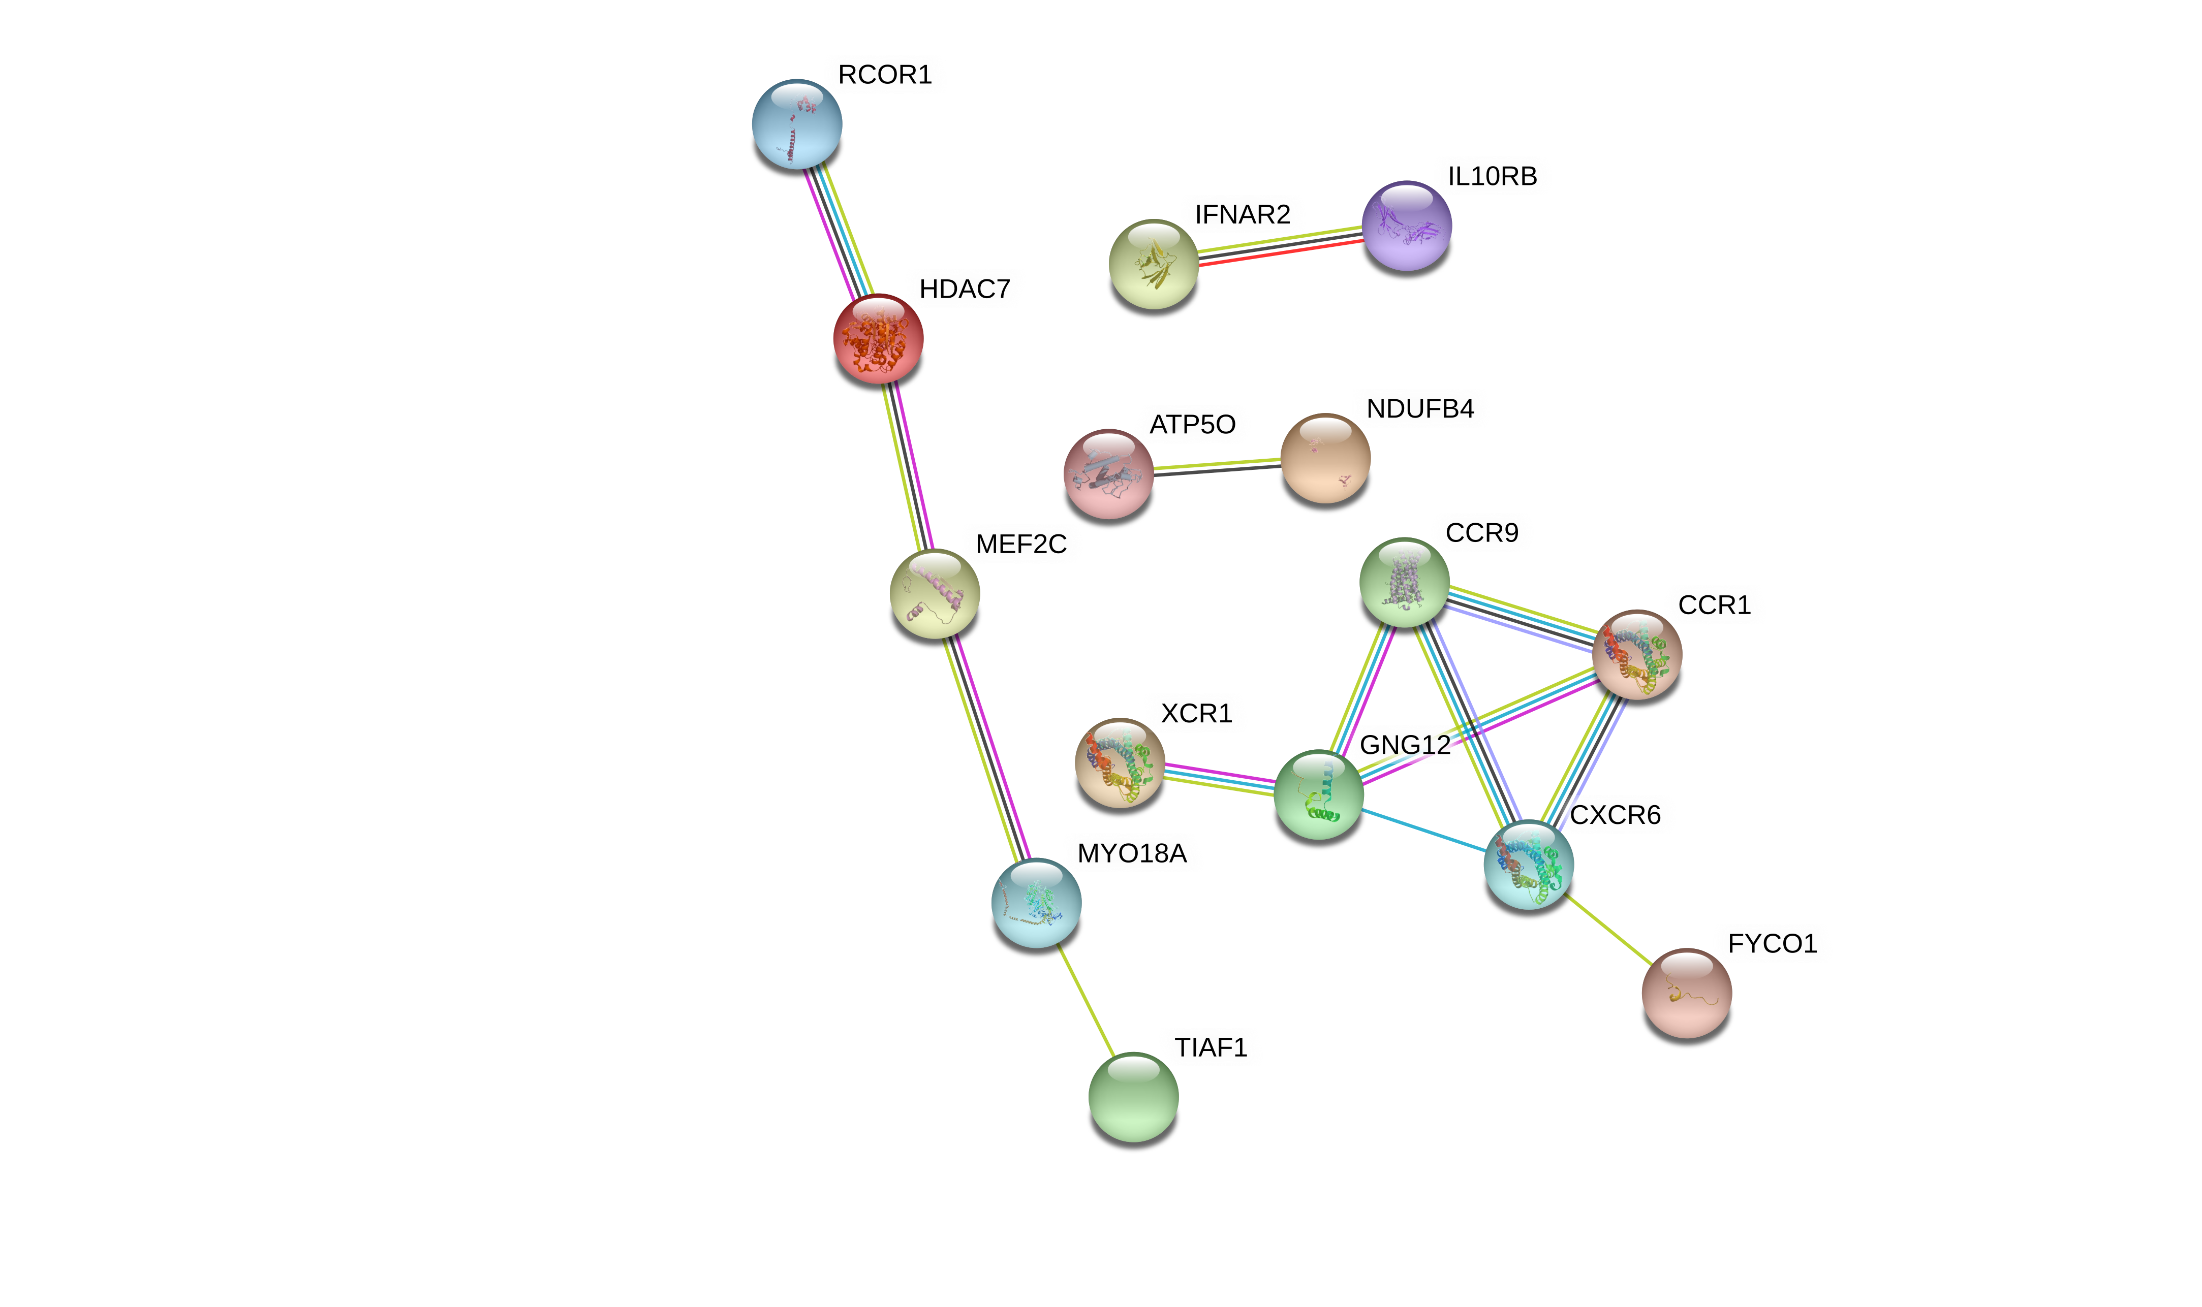 RCOR1
IL10RB
IFNAR2
HDAC7
NDUFB4
ATP5O
CCR9
MEF2C
CCR1
XCR1
GNG12
CXCR6
MYO18A
FYCO1
TIAF1